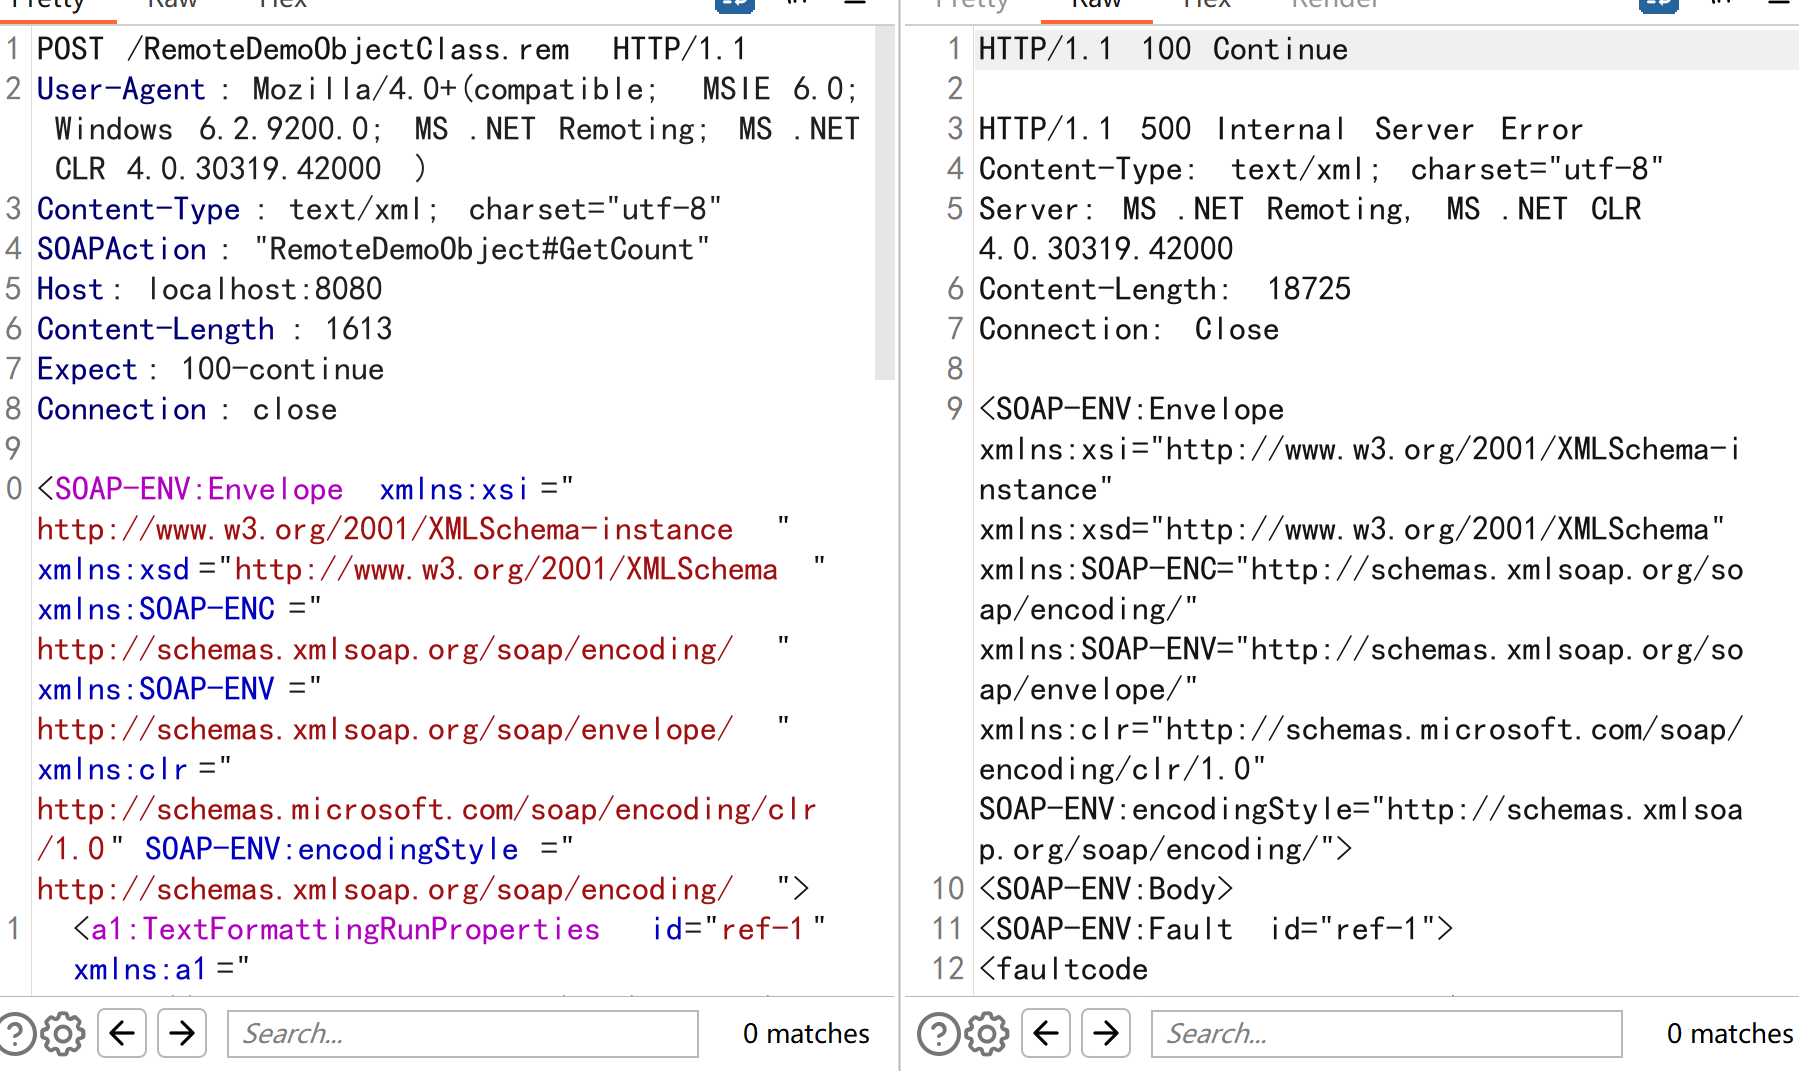 Pretty Raw Hex
1 POST /RemoteDemoObjectClass.rem HTTP/1.1
2 User-Agent : Mozilla/4.0+(compatible; MSIE 6.0;
Windows 6.2.9200.0; MS .NET Remoting; MS .NET
CLR 4.0.30319.42000 )
3 Content-Type : text/xml; charset="utf-8"
4 SOAPAction : "RemoteDemoObject#GetCount"
5 Host : localhost:8080
6 Content-Length : 1613
7 Expect : 100-continue
8 Connection : close
9
0 <SOAP-ENV:Envelope xmlns:xsi ="
http://www.w3.org/2001/XMLSchema-instance "
xmlns:xsd ="http://www.w3.org/2001/XMLSchema "
xmlns:SOAP-ENC ="
http://schemas.xmlsoap.org/soap/encoding/ "
xmlns:SOAP-ENV ="
http://schemas.xmlsoap.org/soap/envelope/ "
xmlns:clr ="
http://schemas.microsoft.com/soap/encoding/clr
/1.0" SOAP-ENV:encodingStyle ="
http://schemas.xmlsoap.org/soap/encoding/ ">
1 <a1:TextFormattingRunProperties id="ref-1"
xmlns:a1 ="
Search...
0 matches
Pretty Raw Hex Render
1 HTTP/1.1 100 Continue
2
3 HTTP/1.1 500 Internal Server Error
4 Content-Type: text/xml; charset="utf-8"
5 Server: MS .NET Remoting, MS .NET CLR
4.0.30319.42000
6 Content-Length: 18725
7 Connection: Close
8
9 <SOAP-ENV:Envelope
xmlns:xsi="http://www.w3.org/2001/XMLSchema-i
nstance"
xmlns:xsd="http://www.w3.org/2001/XMLSchema"
xmlns:SOAP-ENC="http://schemas.xmlsoap.org/so
ap/encoding/"
xmlns:SOAP-ENV="http://schemas.xmlsoap.org/so
ap/envelope/"
xmlns:clr="http://schemas.microsoft.com/soap/
encoding/clr/1.0"
SOAP-ENV:encodingStyle="http://schemas.xmlsoa
p.org/soap/encoding/">
10 <SOAP-ENV:Body>
11 <SOAP-ENV:Fault id="ref-1">
12 <faultcode
Search...
0 matches